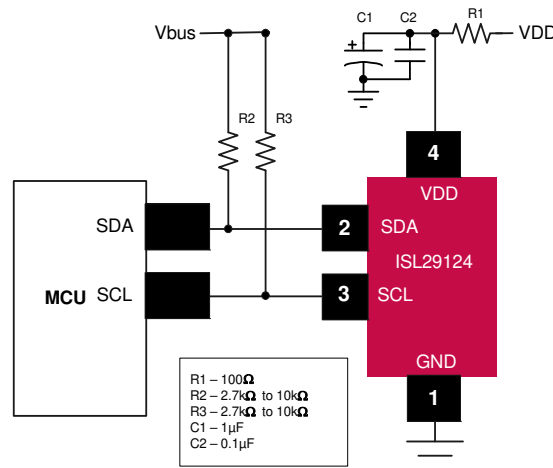 C1
C2
R1
Vbus
VDD
R2
R3
4
VDD
SDA
2
SDA
ISL29124
MCU
SCL
3
SCL
GND
1
R1 – 100Ω
R2 – 2.7kΩ to 10kΩ
R3 – 2.7kΩ to 10kΩ
C1 – 1µF
C2 – 0.1µF